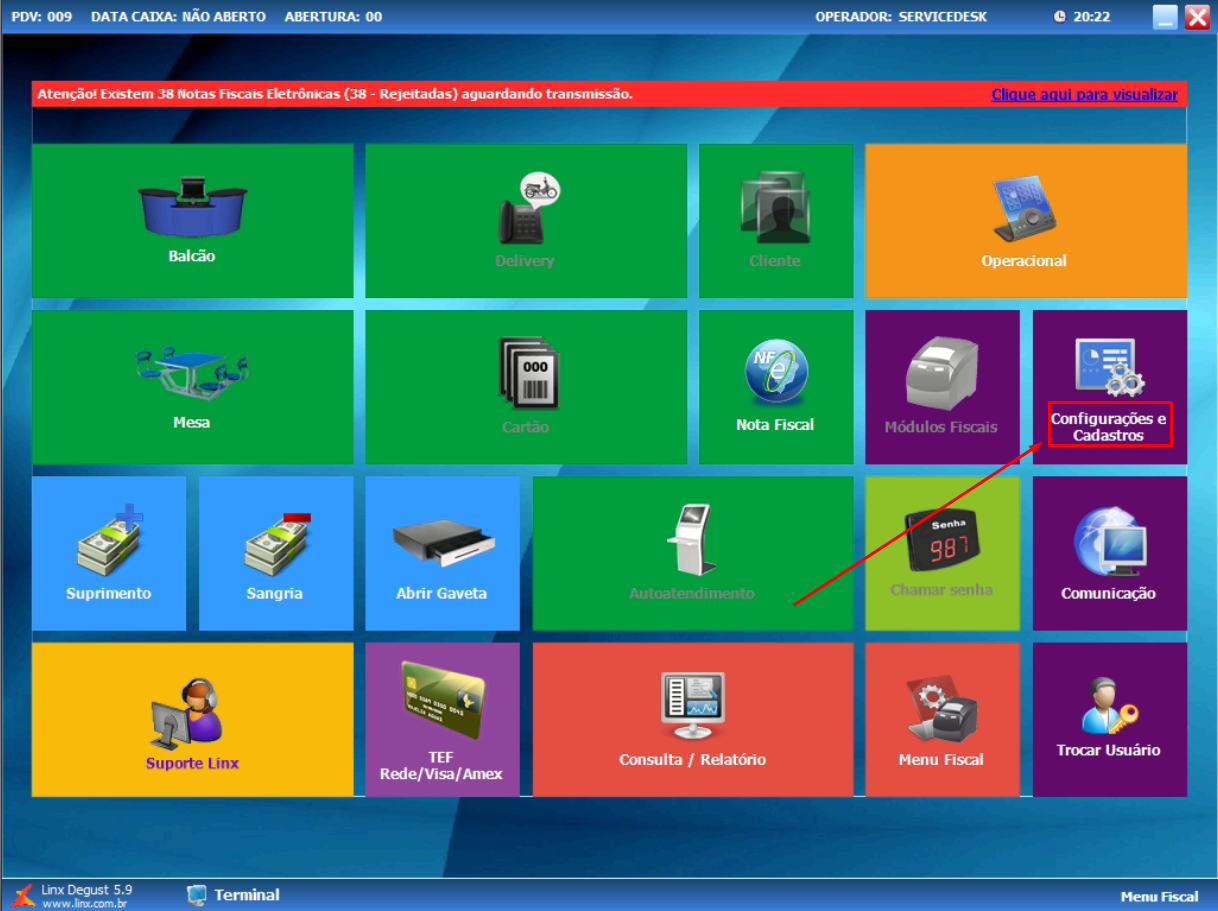 PDV: 009 DATA CAIXA: NÃO ABERTO ABERTURA: 00 OPERADOR: SERVICEDESK 20:22
Atenção! Existem 38 Notas Fiscais Eletrônicas (38 - Rejeitadas) aguardando transmissão. Clique aqui para visualizar
Balcão
Delivery
Cliente
Operacional
Mesa
000
Cartão
NF
e
Nota Fiscal
Módulos Fiscais
Configurações e
Cadastros
Suprimento
Sangria
Abrir Gaveta
Autoatendimento
Senha
987
Chamar senha
Comunicação
Suporte Linx
TEF
Rede/Visa/Amex
Consulta / Relatório
Menu Fiscal
Trocar Usuário
Linx Degust 5.9
www.linx.com.br
Terminal
Menu Fiscal